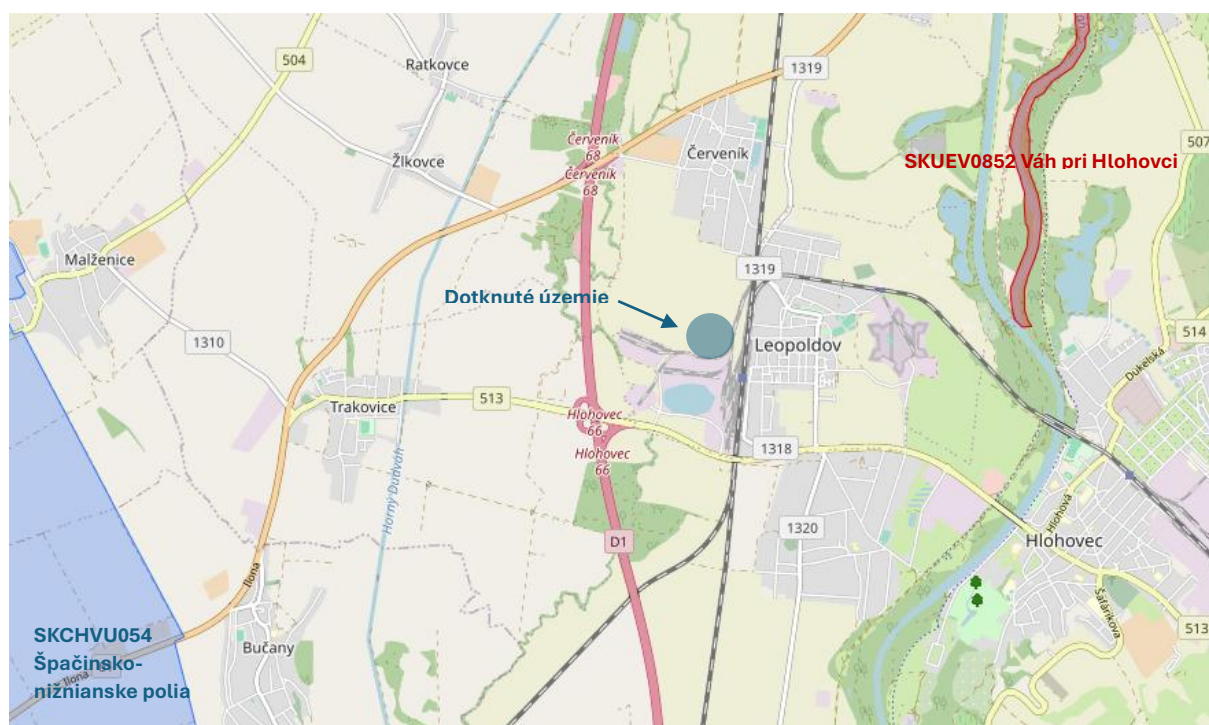 504
Ratkovce
1319
Červeník
68
Červeník
68
Červeník
Žlkovce
SKUEV0852 Váh pri Hlohovci
507
Malženice
1319
Dotknuté územie
Leopoldov
1310
514
Dukelská
Trakovice
513
Hlohovec
66
Hlohovec
66
1318
Horný Dudváh
1320
Hlohová
Hlohovec
D1
Ilona
Šafárikova
513
SKCHVU054
Špačinsko-
nižnianske polia
Bučany
Ilona